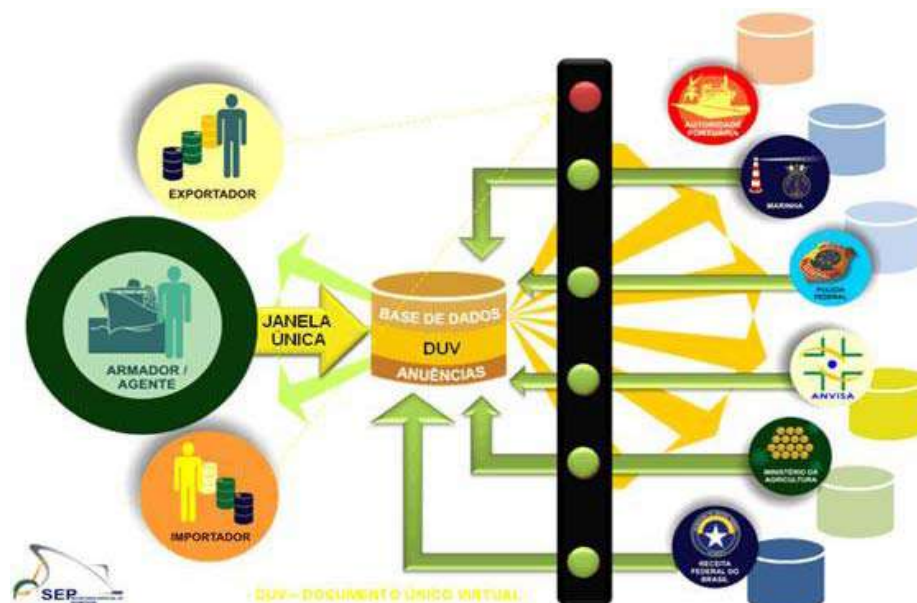 EXPORTADOR
ARMADOR /
AGENTE
IMPORTADOR
JANELA
ÚNICA
BASE DE DADOS
DUV
ANUÊNCIAS
AUTORIDADE
PORTUÁRIA
MARINHA
POLÍCIA
FEDERAL
ANVISA
MINISTÉRIO DA
AGRICULTURA
RECEITA
FEDERAL DO
BRASIL
SEP
- DUV – DOCUMENTO ÚNICO VIRTUAL -